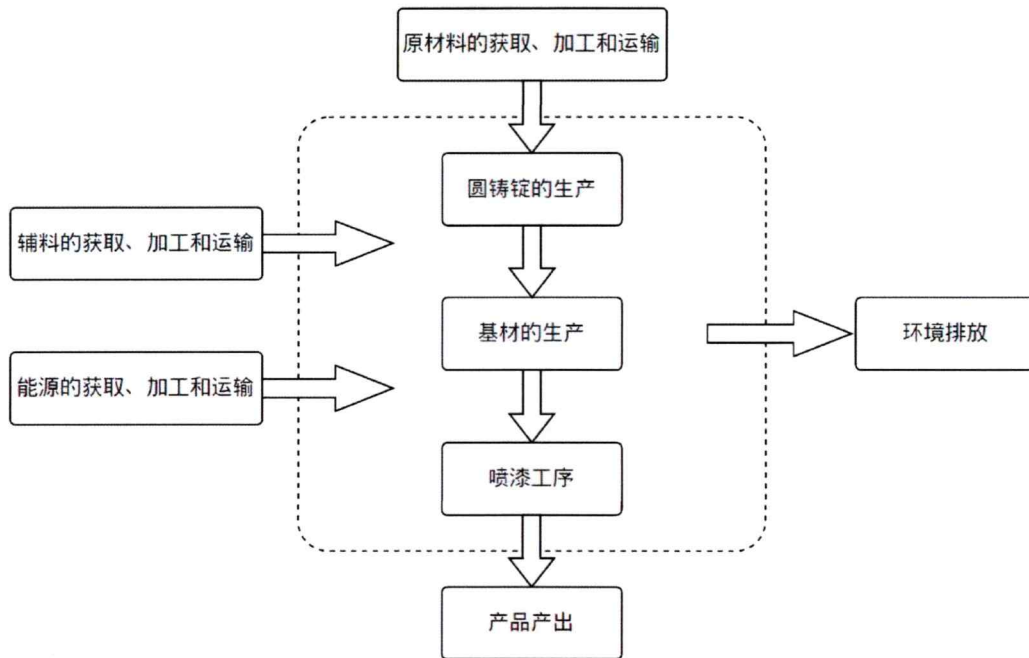 原材料的获取、加工和运输
圆铸锭的生产
辅料的获取、加工和运输
基材的生产
环境排放
能源的获取、加工和运输
喷漆工序
产品产出